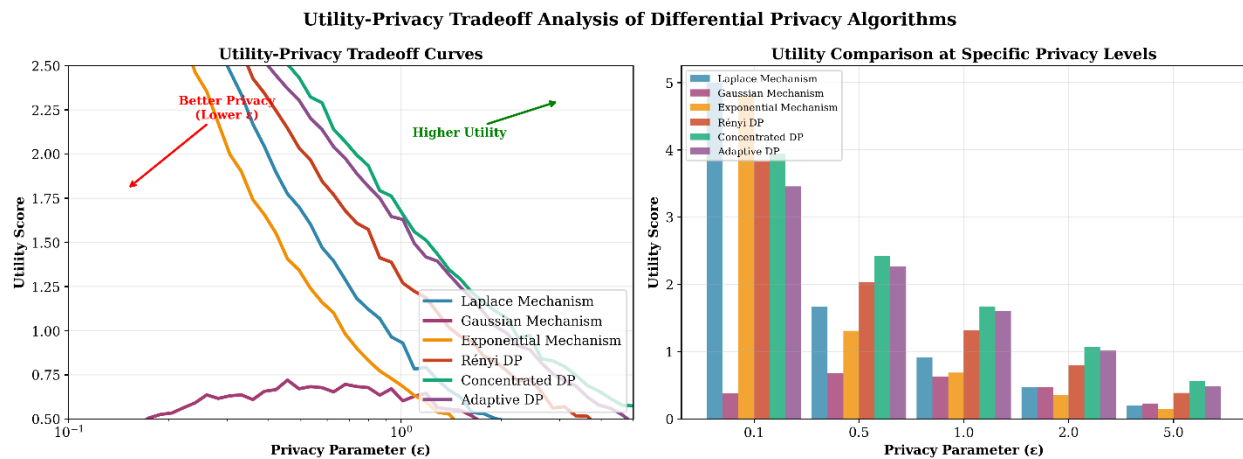 Utility-Privacy Tradeoff Analysis of Differential Privacy Algorithms
Utility-Privacy Tradeoff Curves
Utility Score
2.50
2.25
2.00
1.75
1.50
1.25
1.00
0.75
0.50
Better Privacy
(Lower ε)
Higher Utility
Laplace Mechanism
Gaussian Mechanism
Exponential Mechanism
Rényi DP
Concentrated DP
Adaptive DP
10⁻¹
10⁰
Privacy Parameter (ε)
Utility Comparison at Specific Privacy Levels
Utility Score
5
4
3
2
1
0
Laplace Mechanism
Gaussian Mechanism
Exponential Mechanism
Rényi DP
Concentrated DP
Adaptive DP
0.1
0.5
1.0
2.0
5.0
Privacy Parameter (ε)